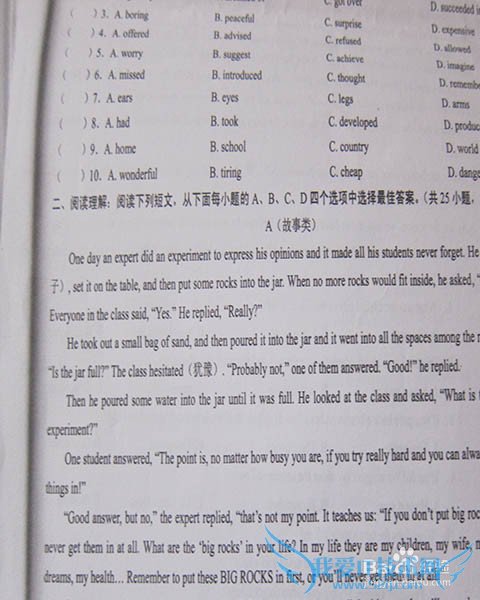 C. got over
D. succeeded in
( )3. A. boring B. peaceful C. surprise D. expensive
( )4. A. offered B. advised C. refused D. allowed
( )5. A. worry B. suggest C. achieve D. imagine
( )6. A. missed B. introduced C. thought D. remembe
( )7. A. ears B. eyes C. legs D. arms
( )8. A. had B. took C. developed D. produc
( )9. A. home B. school C. country D. world
( )10. A. wonderful B. tiring C. cheap D. dange
二、阅读理解：阅读下列短文，从下面每小题的A、B、C、D四个选项中选择最佳答案。（共25小题，
A（故事类）
One day an expert did an experiment to express his opinions and it made all his students never forget. He
子）, set it on the table, and then put some rocks into the jar. When no more rocks would fit inside, he asked, “
Everyone in the class said, “Yes.” He replied, “Really?”
He took out a small bag of sand, and then poured it into the jar and it went into all the spaces among the r
“Is the jar full?” The class hesitated（犹豫）. “Probably not,” one of them answered. “Good!” he replied.
Then he poured some water into the jar until it was full. He looked at the class and asked, “What is t
experiment?”
One student answered, “The point is, no matter how busy you are, if you try really hard and you can alwa
things in!”
“Good answer, but no,” the expert replied, “that's not my point. It teaches us: “If you don't put big roc
never get them in at all. What are the ‘big rocks’ in your life? In my life they are my children, my wife, m
dreams, my health… Remember to put these BIG ROCKS in first, or you'll never get them in at all.